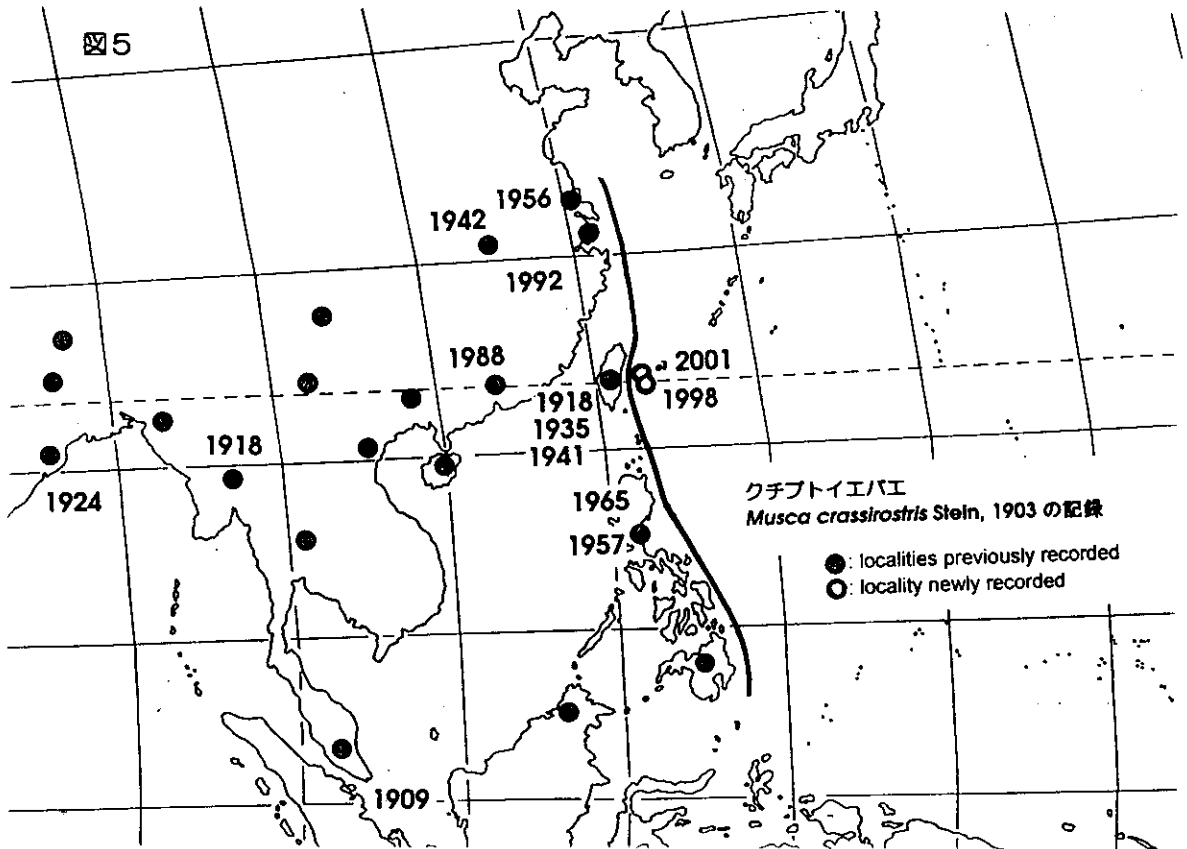 図5
1956
1942
1992
1988
2001
1998
1918
1935
1941
1918
1924
1965
1957
クチブトイエバエ
Musca crassirostris Stein, 1903 の記録
●: localities previously recorded
○: locality newly recorded
1909